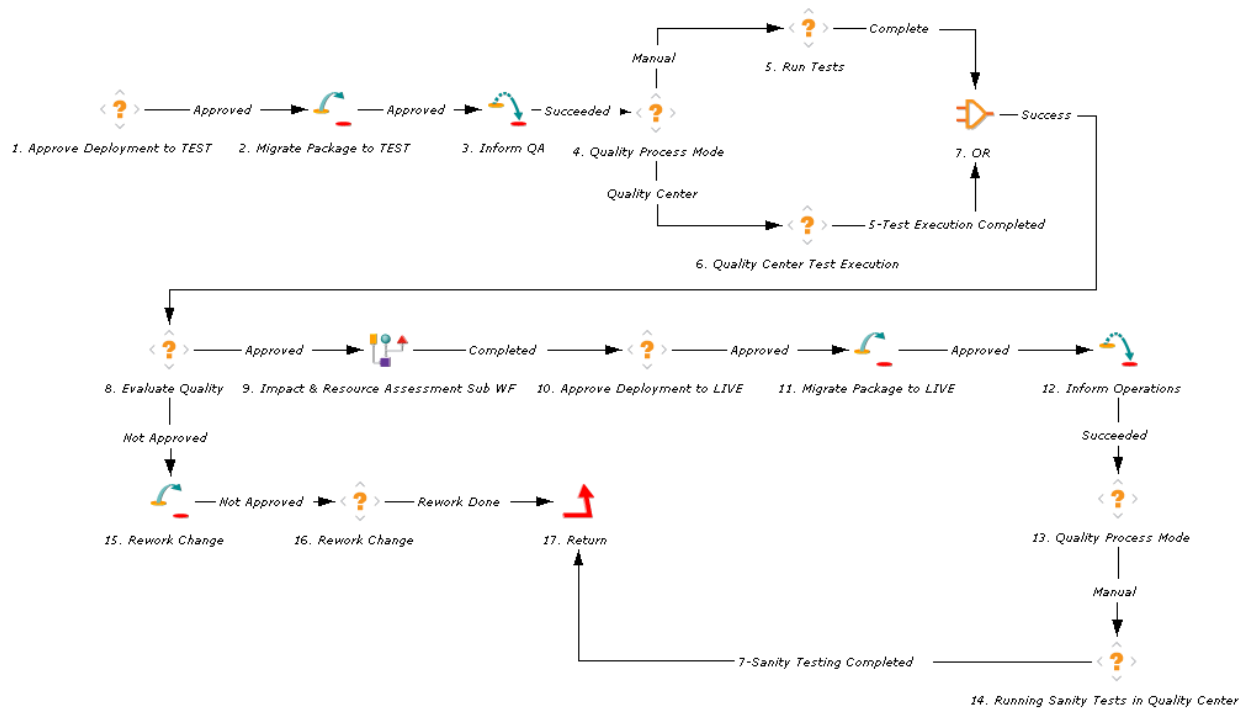 Complete
Manual
5. Run Tests
Approved
Approved
Succeeded
Success
1. Approve Deployment to TEST
2. Migrate Package to TEST
3. Inform QA
4. Quality Process Mode
7. OR
Quality Center
5-Test Execution Completed
6. Quality Center Test Execution
Approved
Completed
Approved
Approved
8. Evaluate Quality
9. Impact & Resource Assessment Sub WF
10. Approve Deployment to LIVE
11. Migrate Package to LIVE
12. Inform Operations
Not Approved
Succeeded
Not Approved
Rework Done
15. Rework Change
16. Rework Change
17. Return
13. Quality Process Mode
Manual
7-Sanity Testing Completed
14. Running Sanity Tests in Quality Center